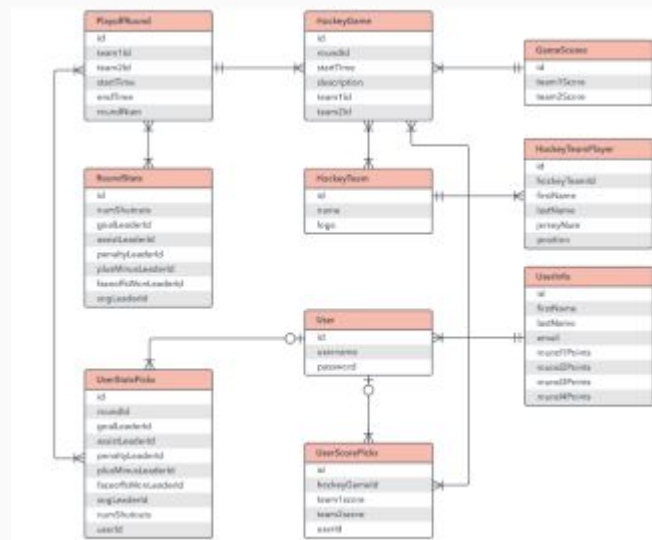 PlayoffRound
id
team1Id
team2Id
startTime
endTime
roundNum
HockeyGame
id
roundId
startTime
description
team1Id
team2Id
GameScores
id
team1Score
team2Score
HockeyTeamPlayer
id
hockeyTeamId
firstName
lastName
jerseyNum
position
RoundStats
id
numShutouts
goalLeaderId
assistLeaderId
penaltyLeaderId
plusMinusLeaderId
faceoffsWonLeaderId
sogLeaderId
HockeyTeam
id
name
logo
UserInfo
id
firstName
lastName
email
round1Points
round2Points
round3Points
round4Points
User
id
username
password
UserStatsPicks
id
roundId
goalLeaderId
assistLeaderId
penaltyLeaderId
plusMinusLeaderId
faceoffsWonLeaderId
sogLeaderId
numShutouts
userId
UserScorePicks
id
hockeyGameId
team1score
team2score
userId